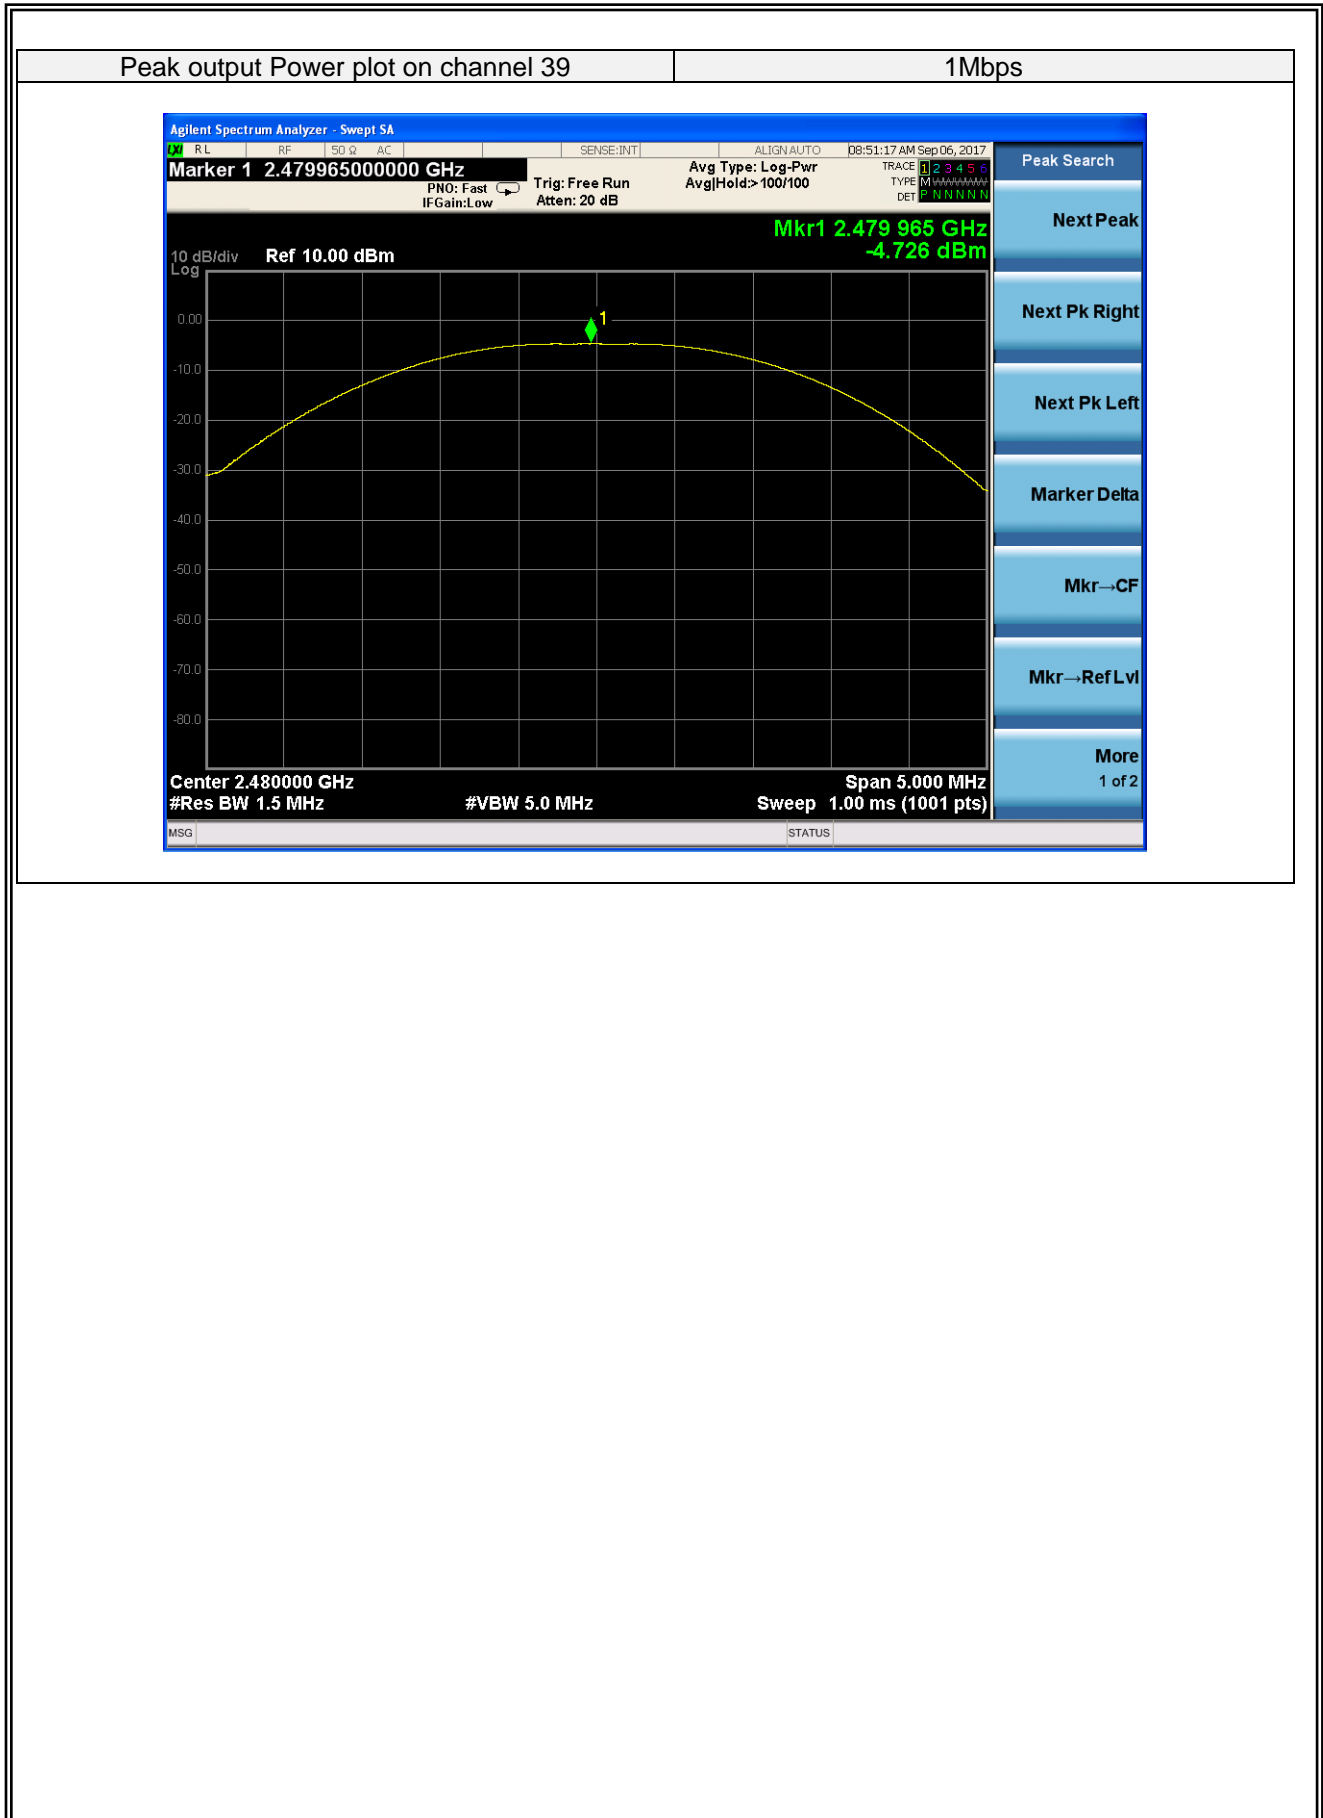 Peak output Power plot on channel 39 1Mbps
Agilent Spectrum Analyzer - Swept SA
LXI RL RF 50 Ω AC SENSE:INT ALIGN AUTO 08:51:17 AM Sep 06, 2017
Marker 1 2.479965000000 GHz
PNO: Fast
IFGain:Low
Trig: Free Run
Atten: 20 dB
Avg Type: Log-Pwr
Avg|Hold:>100/100
TRACE 1 2 3 4 5 6
TYPE M
DET P N N N N N
Peak Search
Mkr1 2.479 965 GHz
-4.726 dBm
10 dB/div Ref 10.00 dBm
Log
1
0.00
-10.0
-20.0
-30.0
-40.0
-50.0
-60.0
-70.0
-80.0
Center 2.480000 GHz Span 5.000 MHz
#Res BW 1.5 MHz #VBW 5.0 MHz Sweep 1.00 ms (1001 pts)
Next Peak
Next Pk Right
Next Pk Left
Marker Delta
Mkr→CF
Mkr→Ref Lvl
More
1 of 2
MSG STATUS